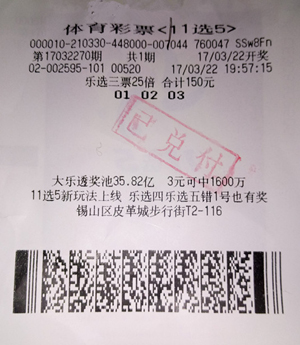 体育彩票<11选5>
000010-210330-448000-007044 760047 SSw8Fn
第17032270期 共1期 17/03/22开奖
02-002595-101 00520 17/03/22 19:57:15
乐选三票25倍 合计150元
01 02 03
已兑付
大乐透奖池35.82亿 3元可中1600万
11选5新玩法上线 乐选四乐选五错1号也有奖
锡山区皮革城步行街T2-116